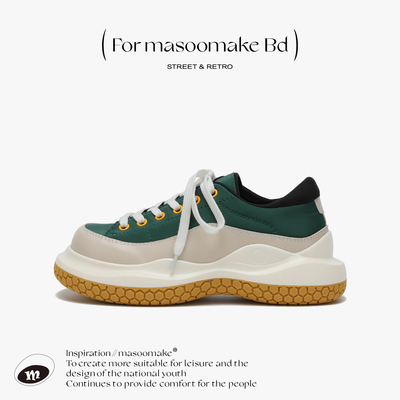 ( For masoomake Bd )
STREET & RETRO
m
Inspiration // masoomake®
To create more suitable for leisure and the
design of the national youth
Continues to provide comfort for the people